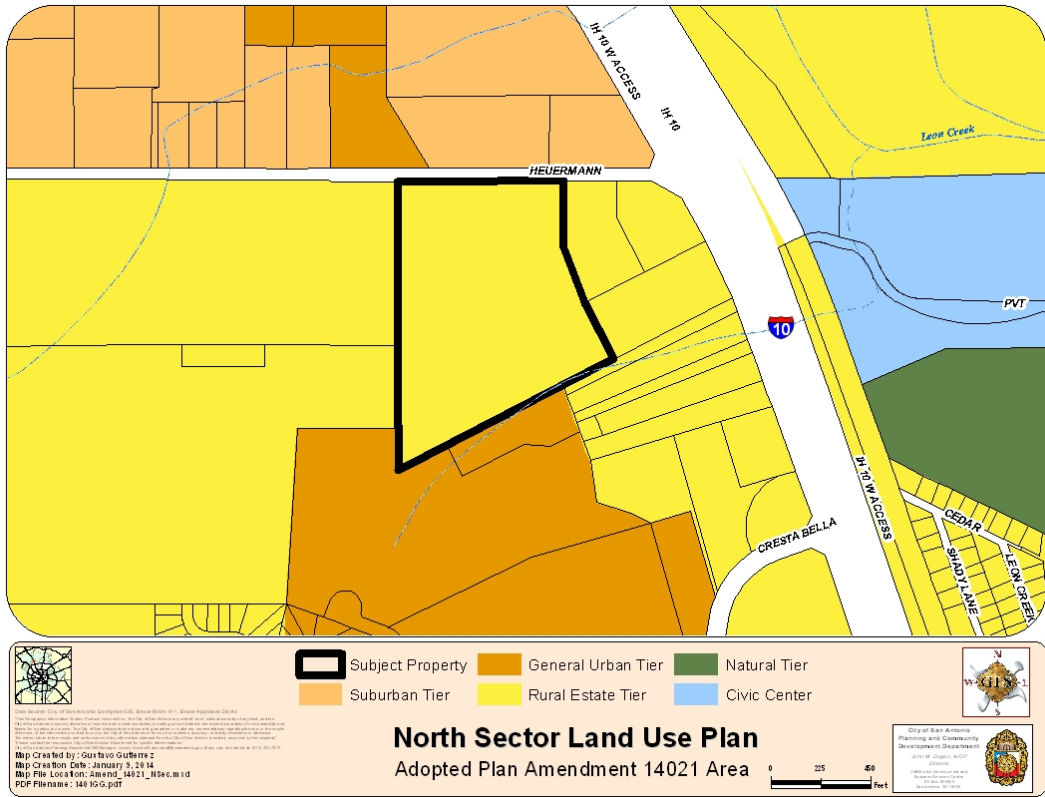 IH 10 W ACCESS
IH 10
Leon Creek
HEUERMANN
PVT
10
IH 10 W ACCESS
CEDAR
CRESTA BELLA
SHADY LANE
LEON CREEK
Subject Property
General Urban Tier
Natural Tier
Suburban Tier
Rural Estate Tier
Civic Center
N
W
GIS
North Sector Land Use Plan
Adopted Plan Amendment 14021 Area
0 225 450
Feet
Map Created by: Gustavo Gutierrez
Map Creation Date: January 9, 2014
Map File Location: Amend_14021_NSec.mxd
PDF Filename: 1401GG.pdf
City of San Antonio
Planning and Community
Development Department